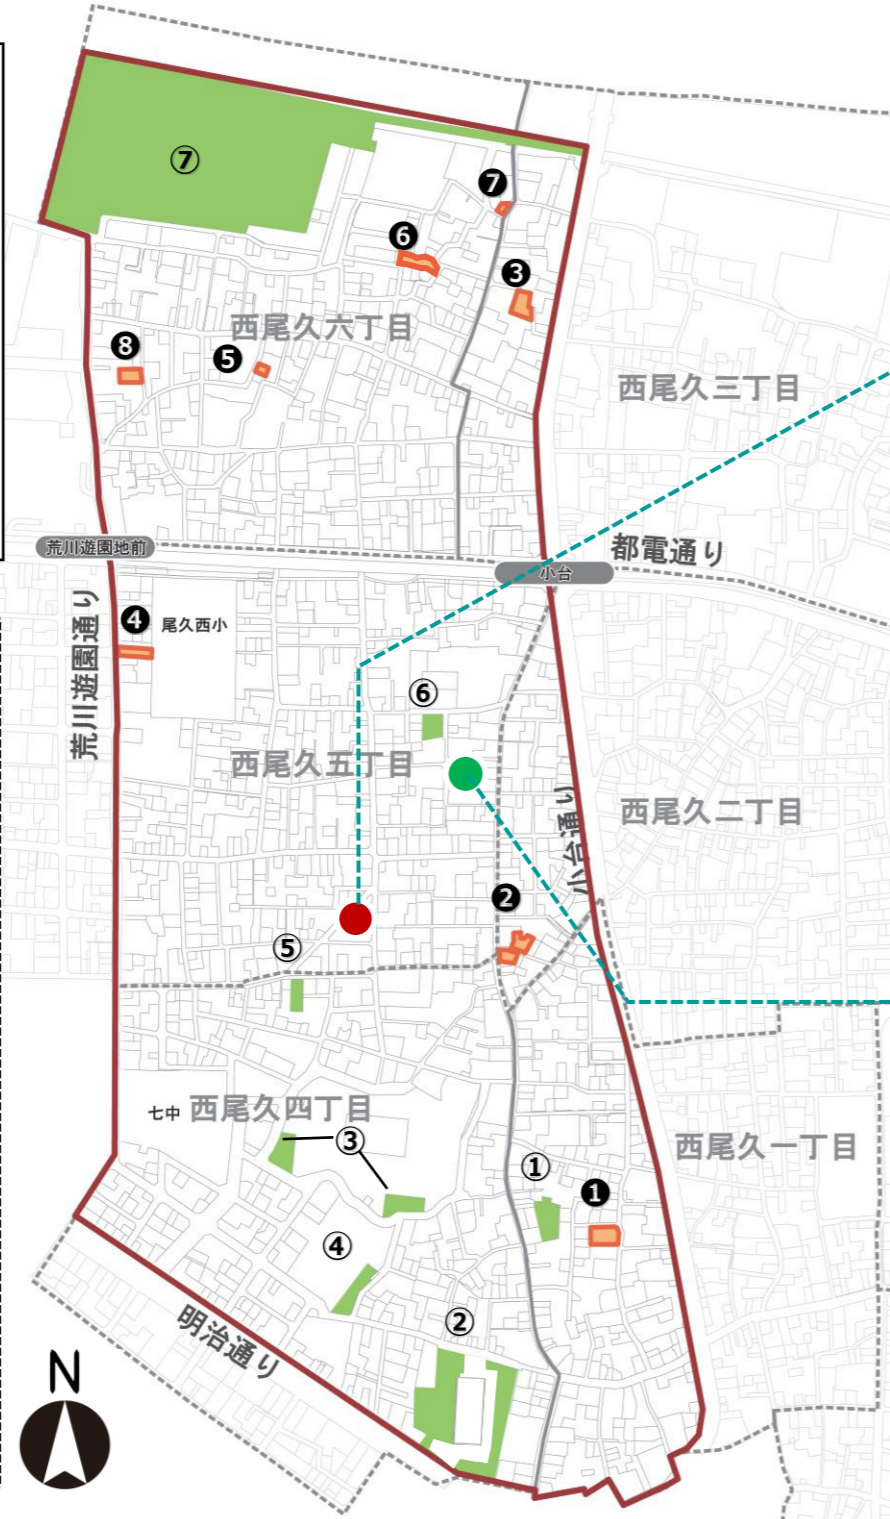 ⑦
❼
❻
❸
西尾久六丁目
❽
❺
西尾久三丁目
荒川遊園地前
都電通り
小台
❹
尾久西小
荒川遊園通り
⑥
西尾久五丁目
小台通り
西尾久二丁目
❷
⑤
七中
西尾久四丁目
③
①
西尾久一丁目
❶
④
②
明治通り
N